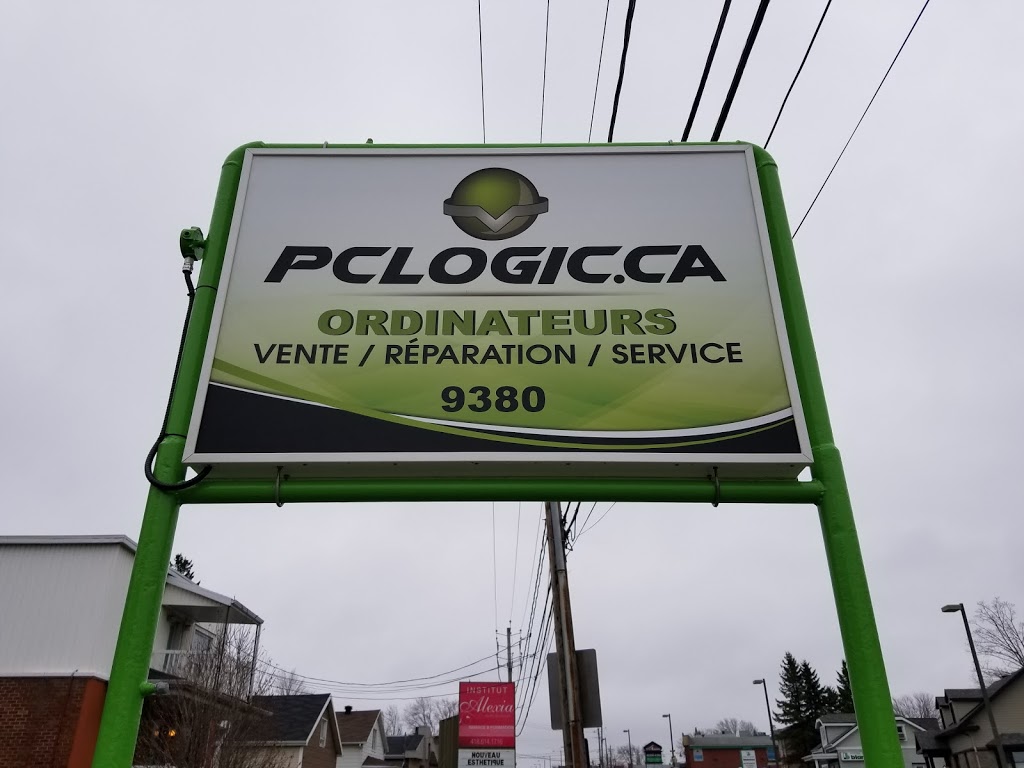 PCLOGIC.CA
ORDINATEURS
VENTE / RÉPARATION / SERVICE
9380
INSTITUT
Alexia
NOUVEAU
ESTHÉTIQUE